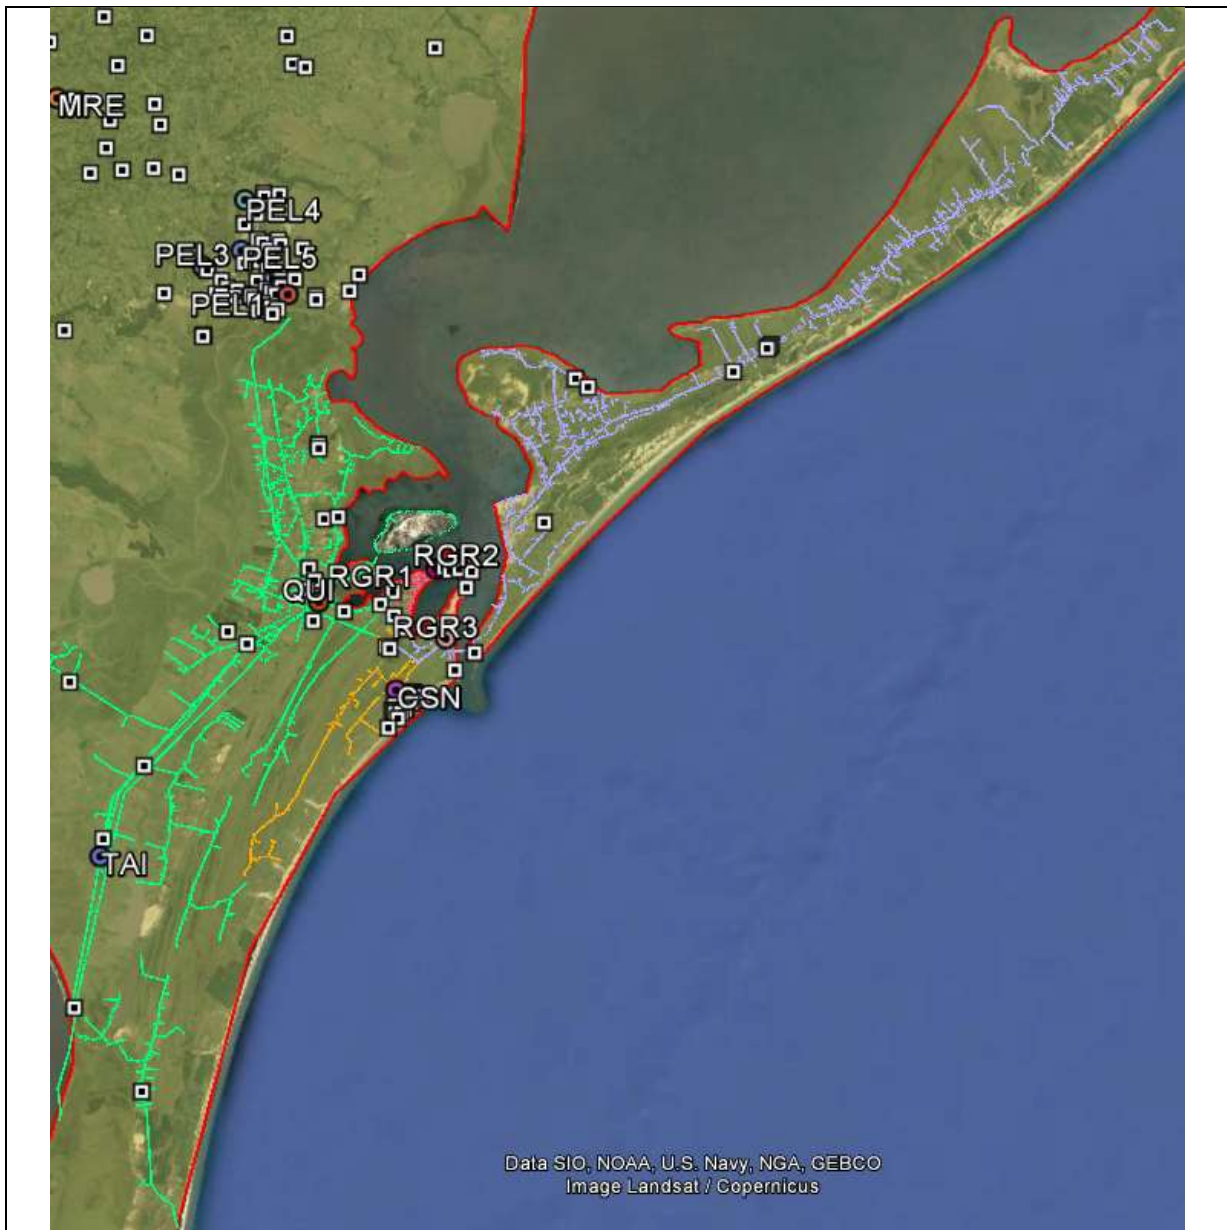 MRE
PEL4
PEL3
PEL5
PEL1
RGR2
RGR1
QUI
RGR3
CSN
TAI
Data SIO, NOAA, U.S. Navy, NGA, GEBCO
Image Landsat / Copernicus